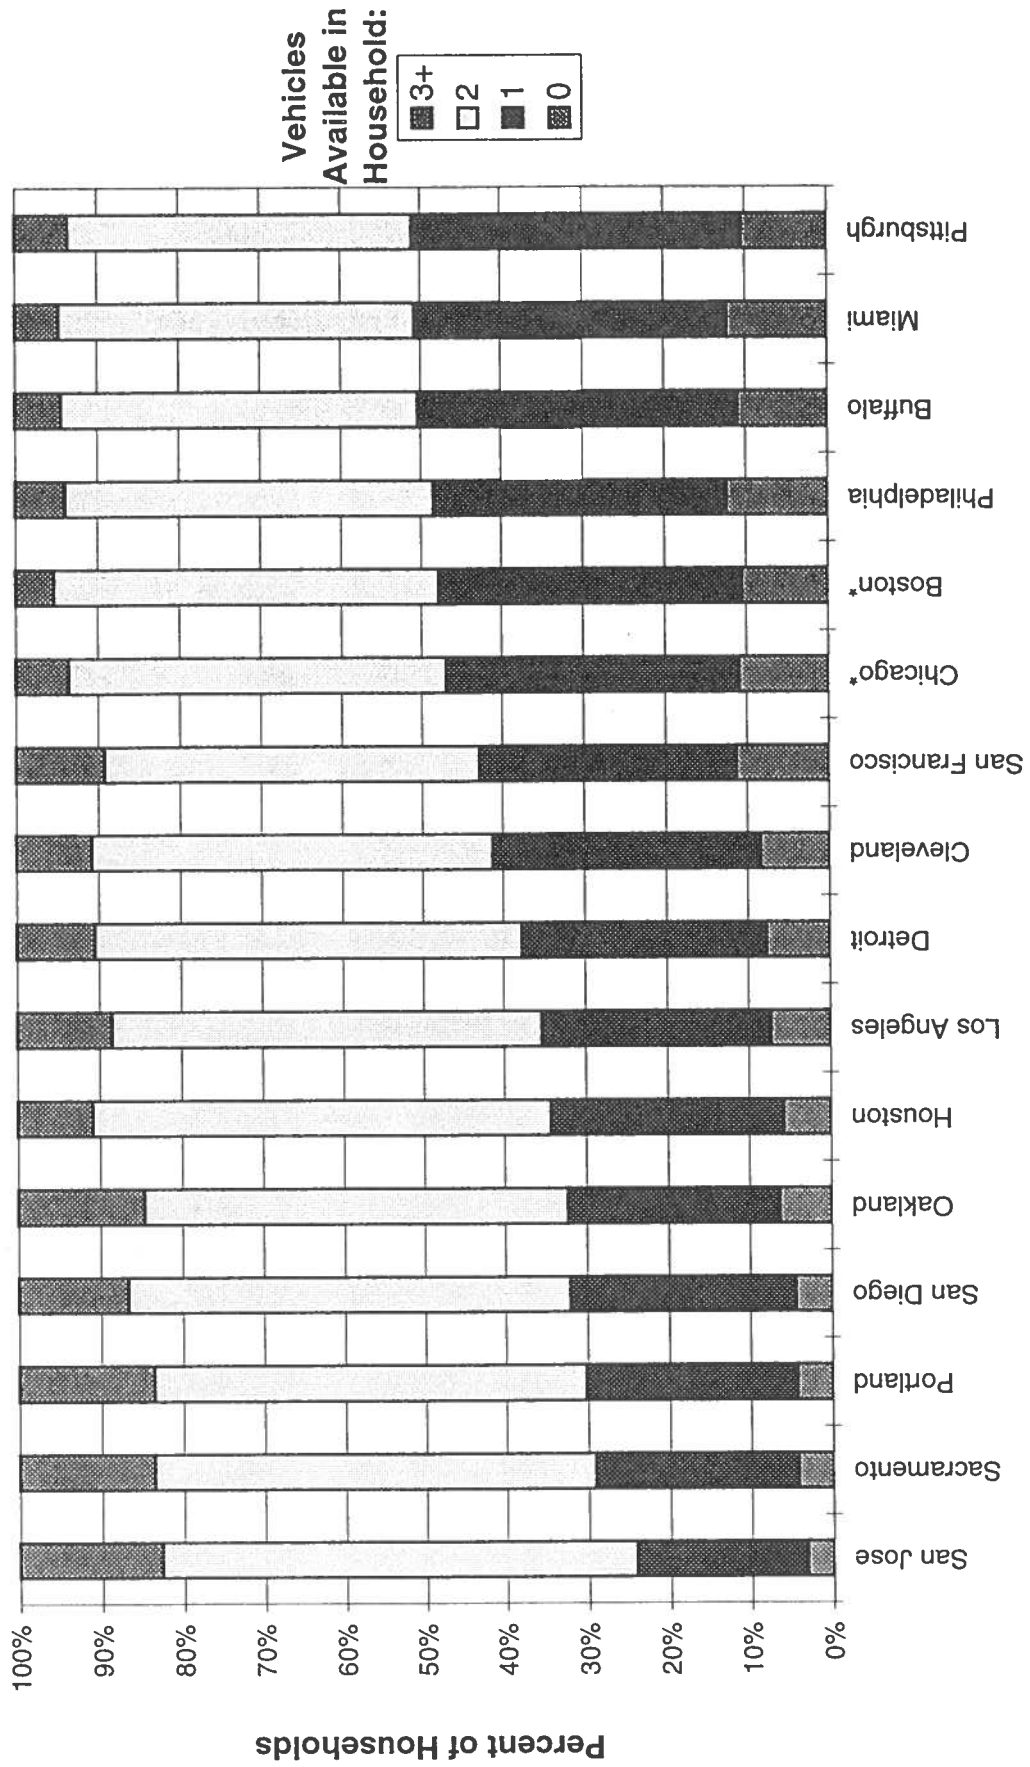 Percent of Households
100%
90%
80%
70%
60%
50%
40%
30%
20%
10%
0%
San Jose
Sacramento
Portland
San Diego
Oakland
Houston
Los Angeles
Detroit
Cleveland
San Francisco
Chicago*
Boston*
Philadelphia
Buffalo
Miami
Pittsburgh
Vehicles
Available in
Household:
3+
2
1
0